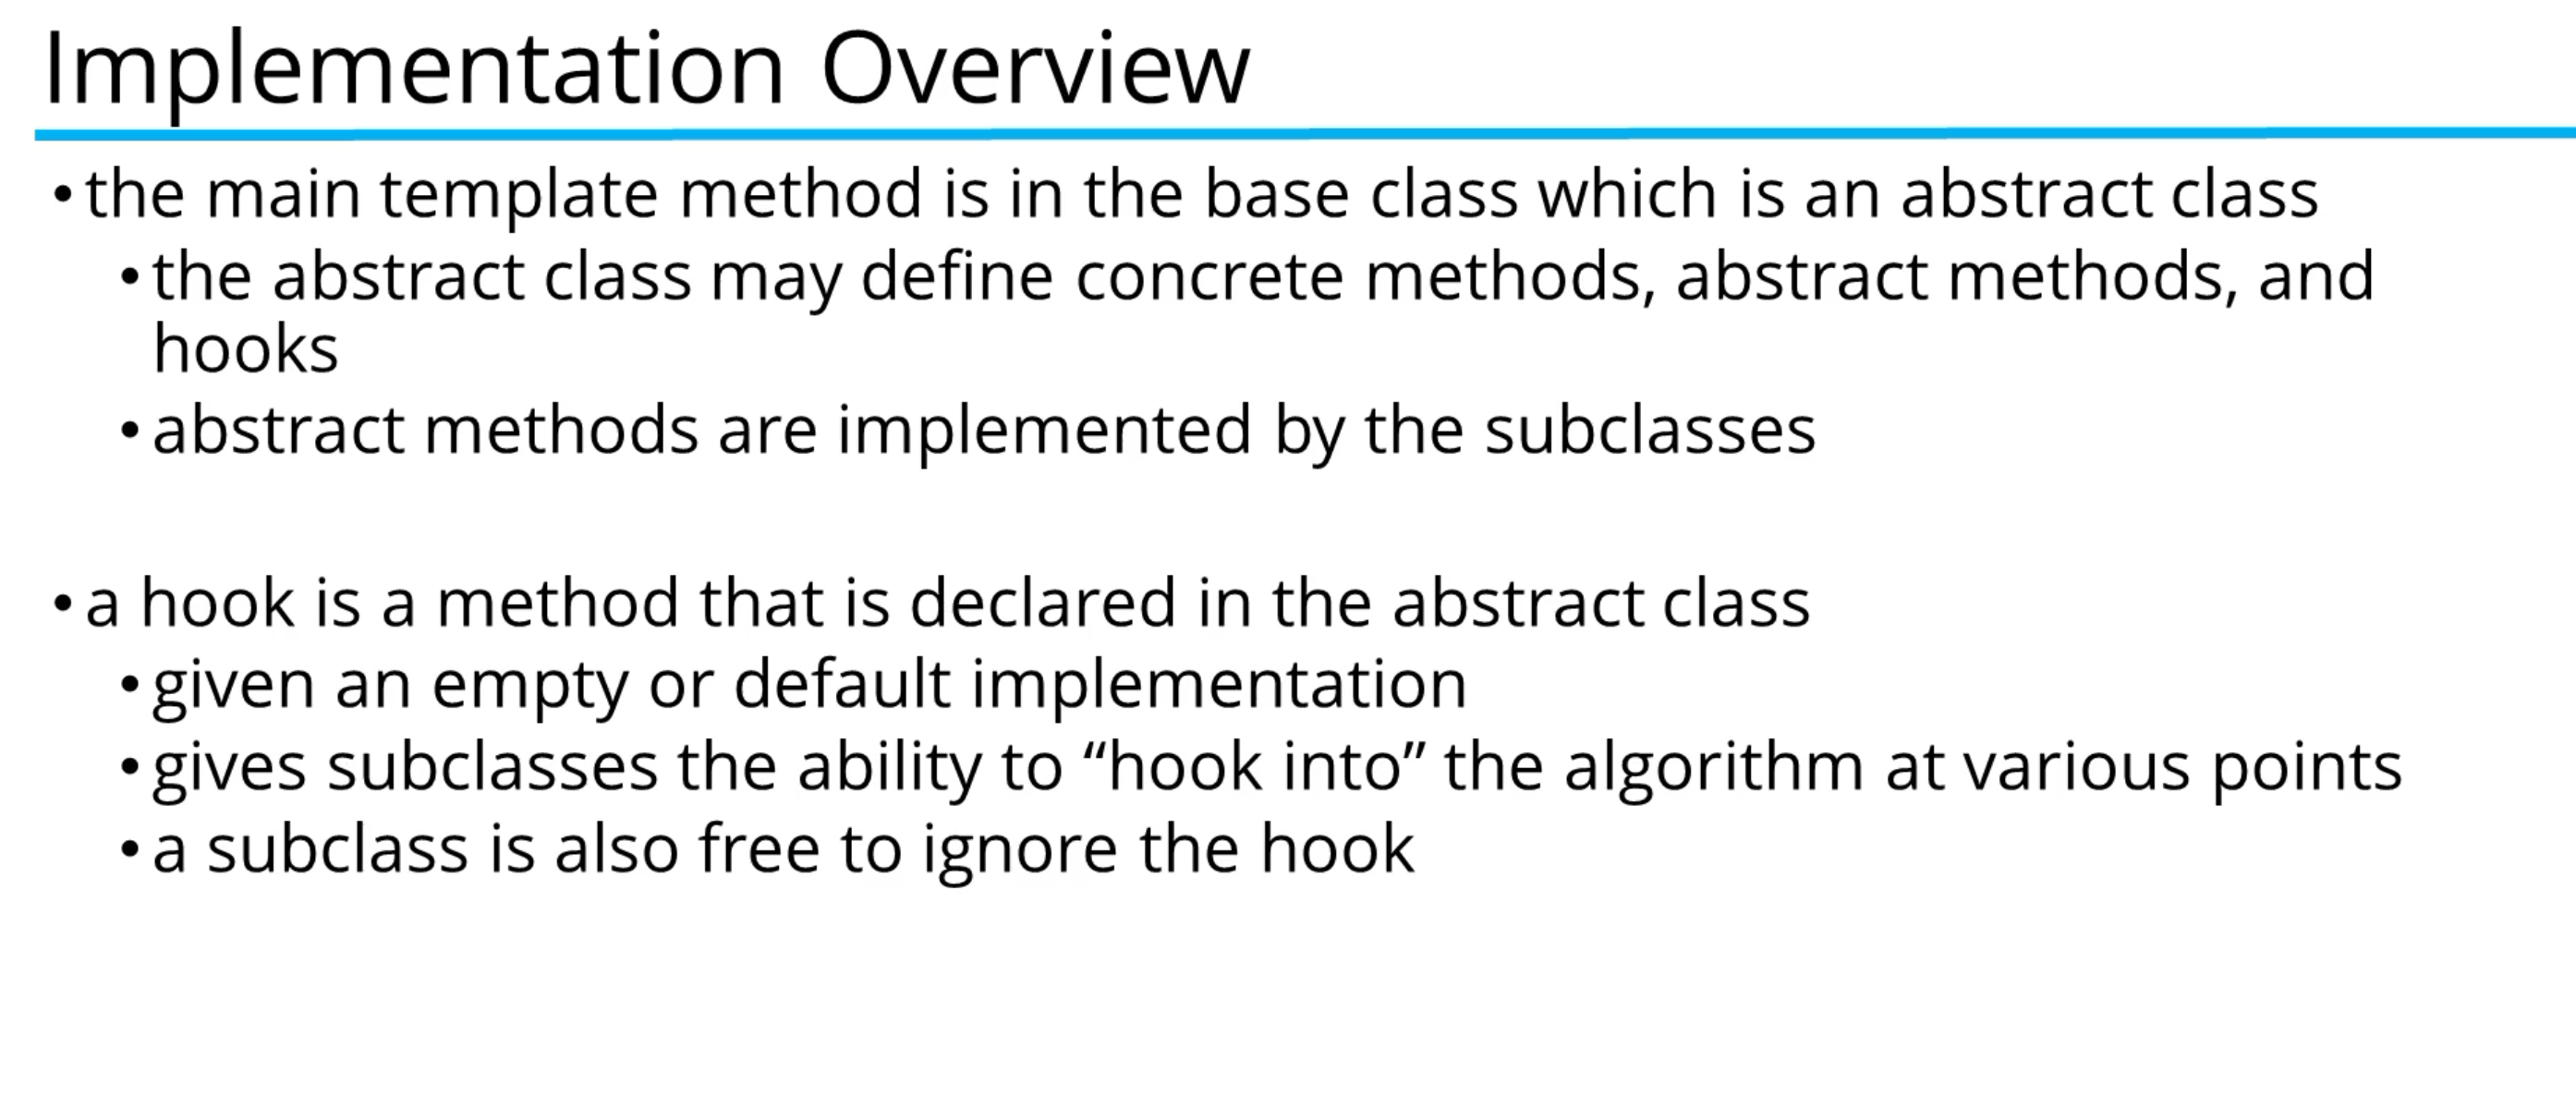 Implementation Overview
• the main template method is in the base class which is an abstract class
• the abstract class may define concrete methods, abstract methods, and
hooks
• abstract methods are implemented by the subclasses
• a hook is a method that is declared in the abstract class
• given an empty or default implementation
• gives subclasses the ability to “hook into” the algorithm at various points
• a subclass is also free to ignore the hook